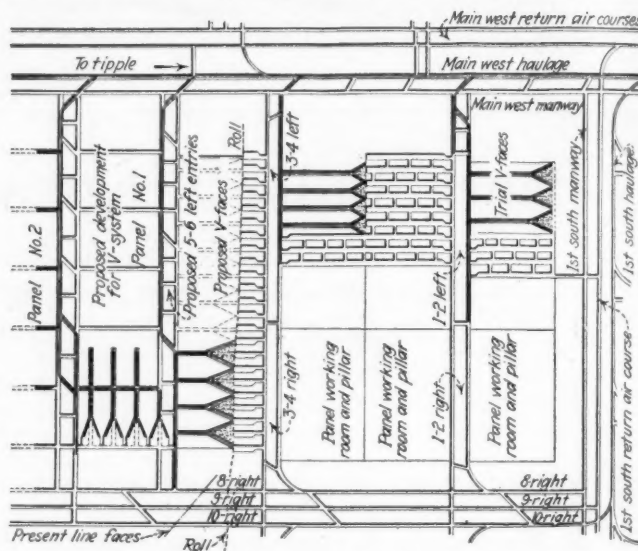 Main west return air courses
To tipple
Main west haulage
Main west manway
Roll
3-4 left
Trial V-faces
1st south manway
1st south haulage
Panel No. 2
Proposed development
for V-system
Panel No.1
Proposed 5-6 left entries
Proposed V-faces
1-2 left
3-4 right
Panel working
room and pillar
Panel working
room and pillar
1-2 right
Panel working
room and pillar
1st south return air course
8-right
9-right
10-right
8-right
9-right
10-right
Present line faces
Roll